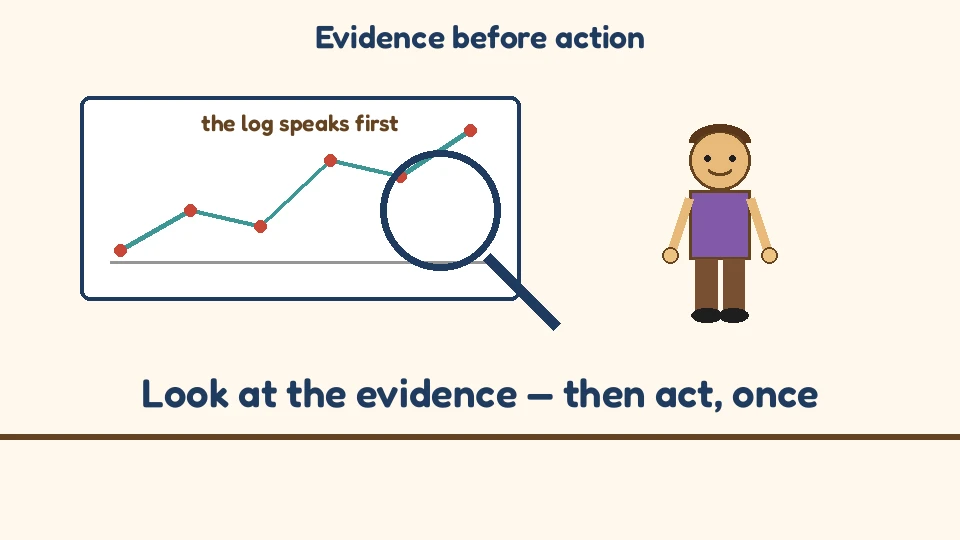 Evidence before action
the log speaks first
Look at the evidence — then act, once